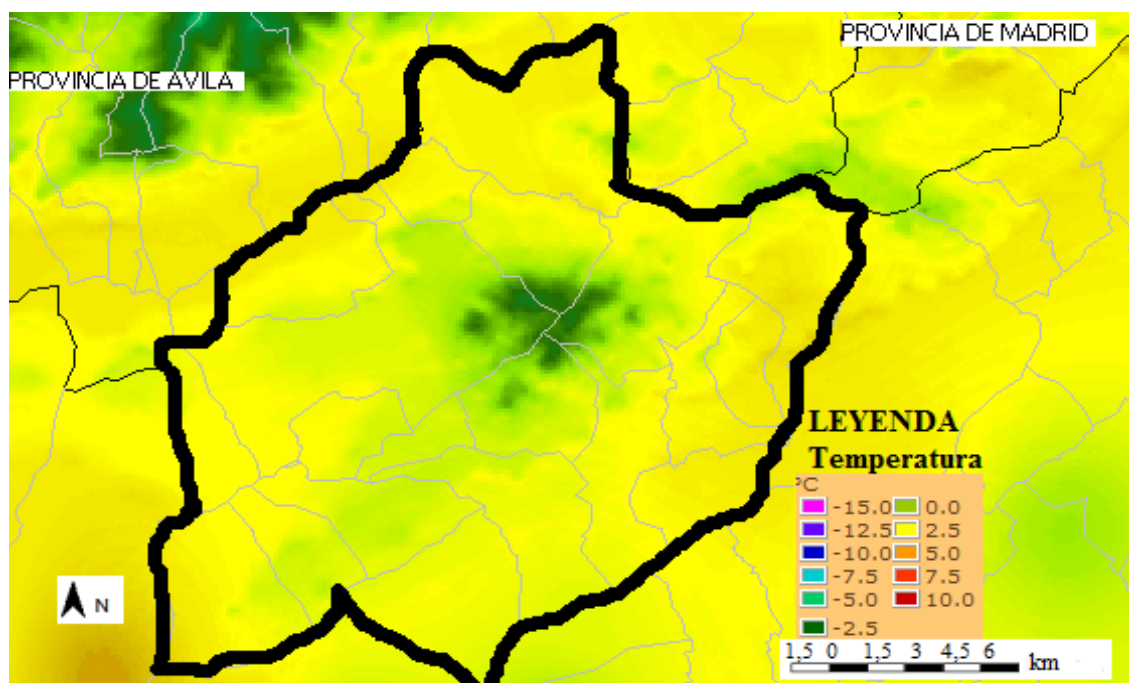 PROVINCIA DE MADRID
PROVINCIA DE AVILA
LEYENDA
Temperatura
ºC
-15.0 0.0
-12.5 2.5
-10.0 5.0
-7.5 7.5
-5.0 10.0
-2.5
N
1,5 0 1,5 3 4,5 6 km